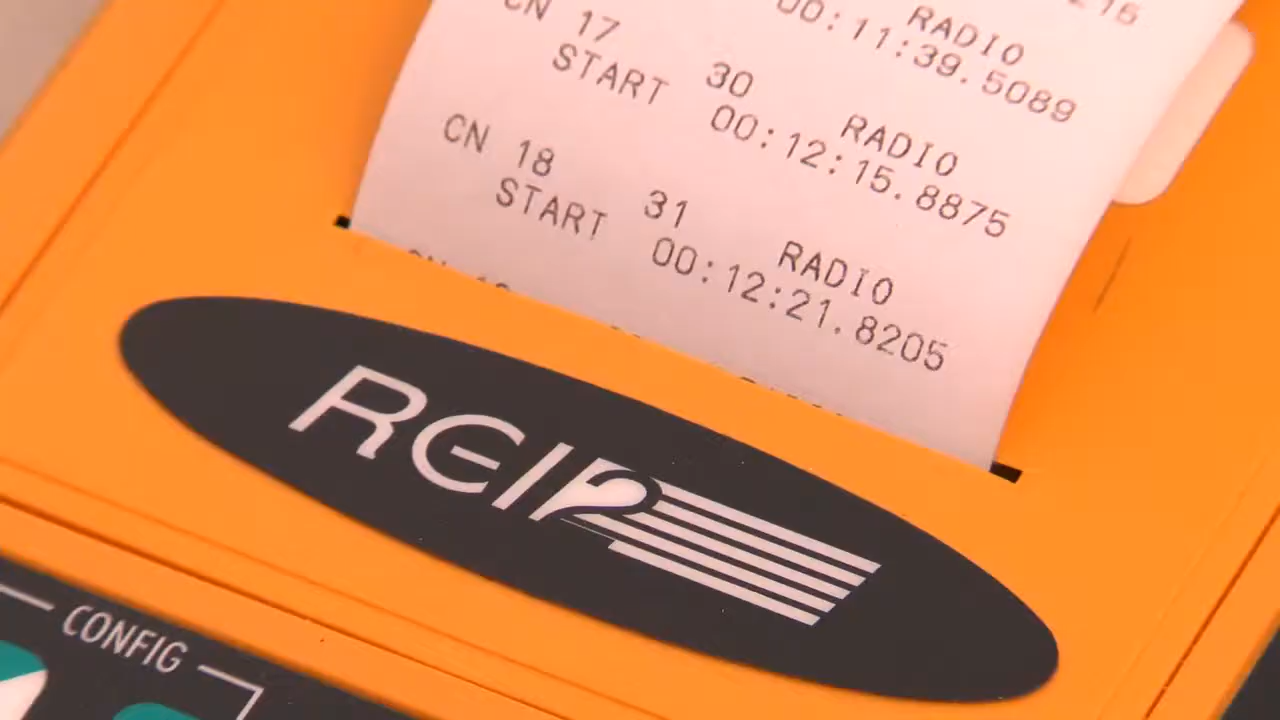 RADIO
00:11:39.5089
CN 17 30 RADIO
START 00:12:15.8875
CN 18 31 RADIO
START 00:12:21.8205
REI2
CONFIG